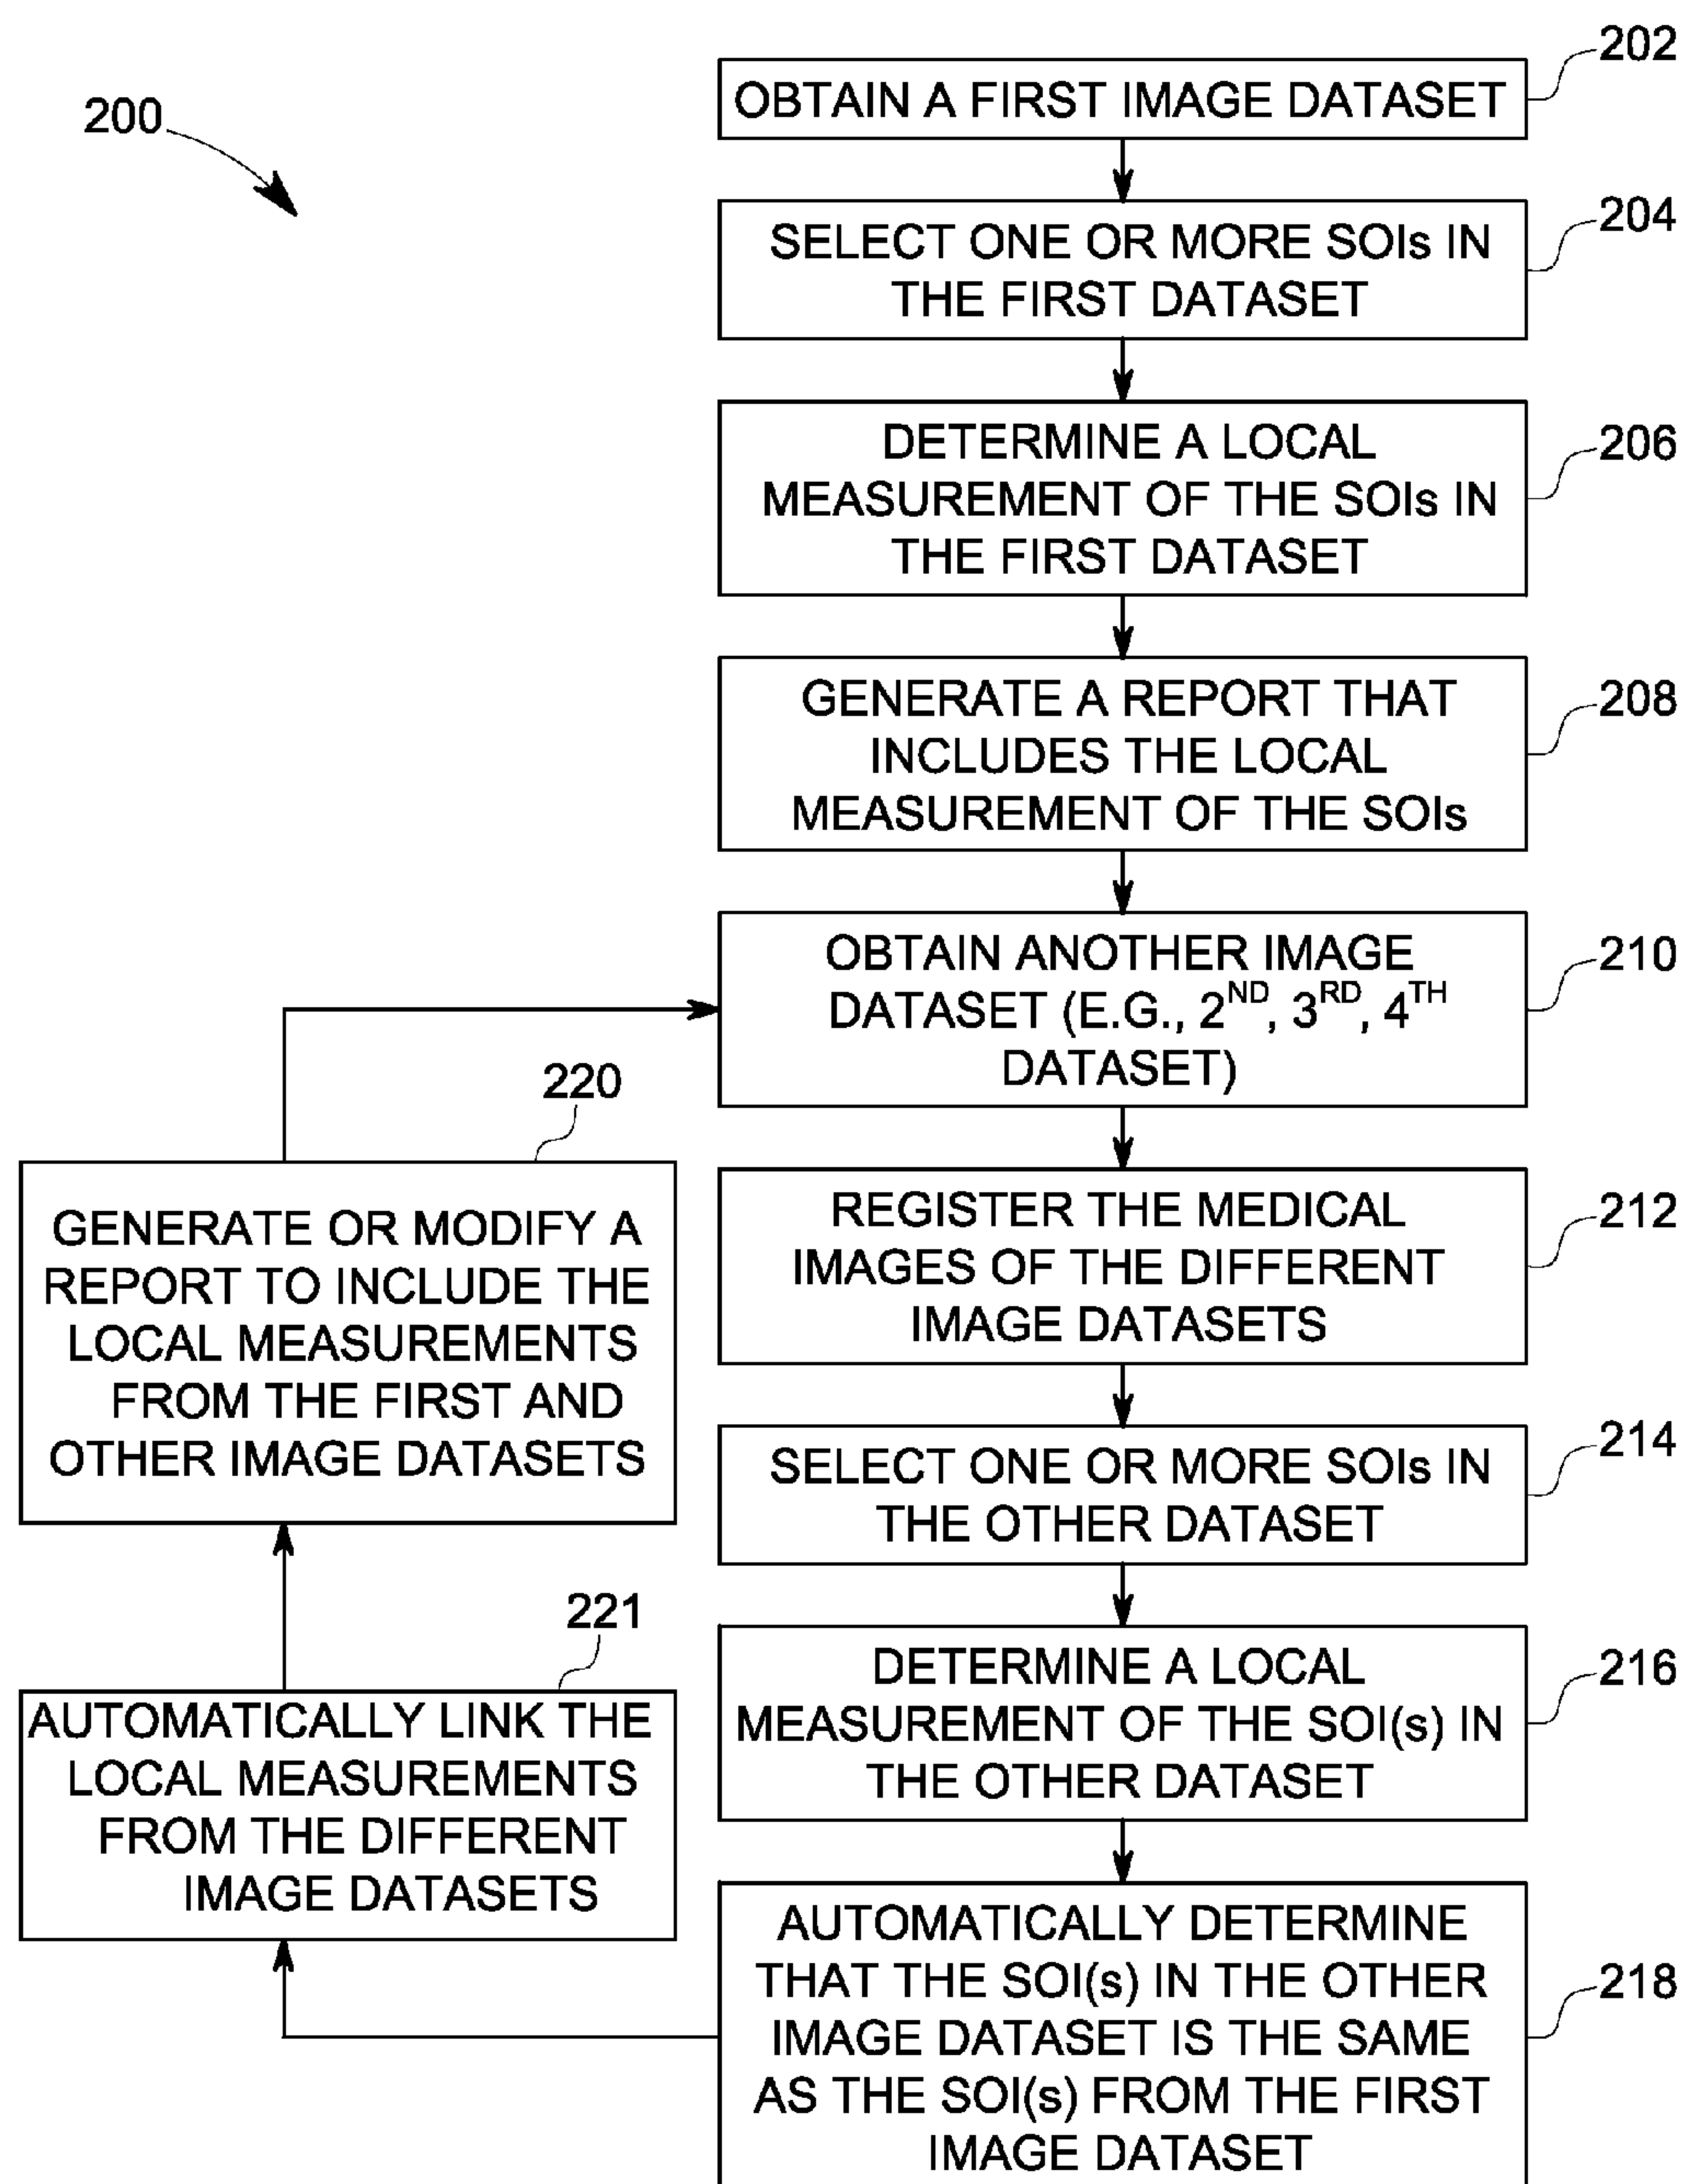 200
202
OBTAIN A FIRST IMAGE DATASET
204
SELECT ONE OR MORE SOIs IN
THE FIRST DATASET
206
DETERMINE A LOCAL
MEASUREMENT OF THE SOIs IN
THE FIRST DATASET
208
GENERATE A REPORT THAT
INCLUDES THE LOCAL
MEASUREMENT OF THE SOIs
210
OBTAIN ANOTHER IMAGE
DATASET (E.G., 2ND, 3RD, 4TH
DATASET)
212
REGISTER THE MEDICAL
IMAGES OF THE DIFFERENT
IMAGE DATASETS
214
SELECT ONE OR MORE SOIs IN
THE OTHER DATASET
216
DETERMINE A LOCAL
MEASUREMENT OF THE SOI(s) IN
THE OTHER DATASET
218
AUTOMATICALLY DETERMINE
THAT THE SOI(s) IN THE OTHER
IMAGE DATASET IS THE SAME
AS THE SOI(s) FROM THE FIRST
IMAGE DATASET
221
AUTOMATICALLY LINK THE
LOCAL MEASUREMENTS
FROM THE DIFFERENT
IMAGE DATASETS
220
GENERATE OR MODIFY A
REPORT TO INCLUDE THE
LOCAL MEASUREMENTS
FROM THE FIRST AND
OTHER IMAGE DATASETS